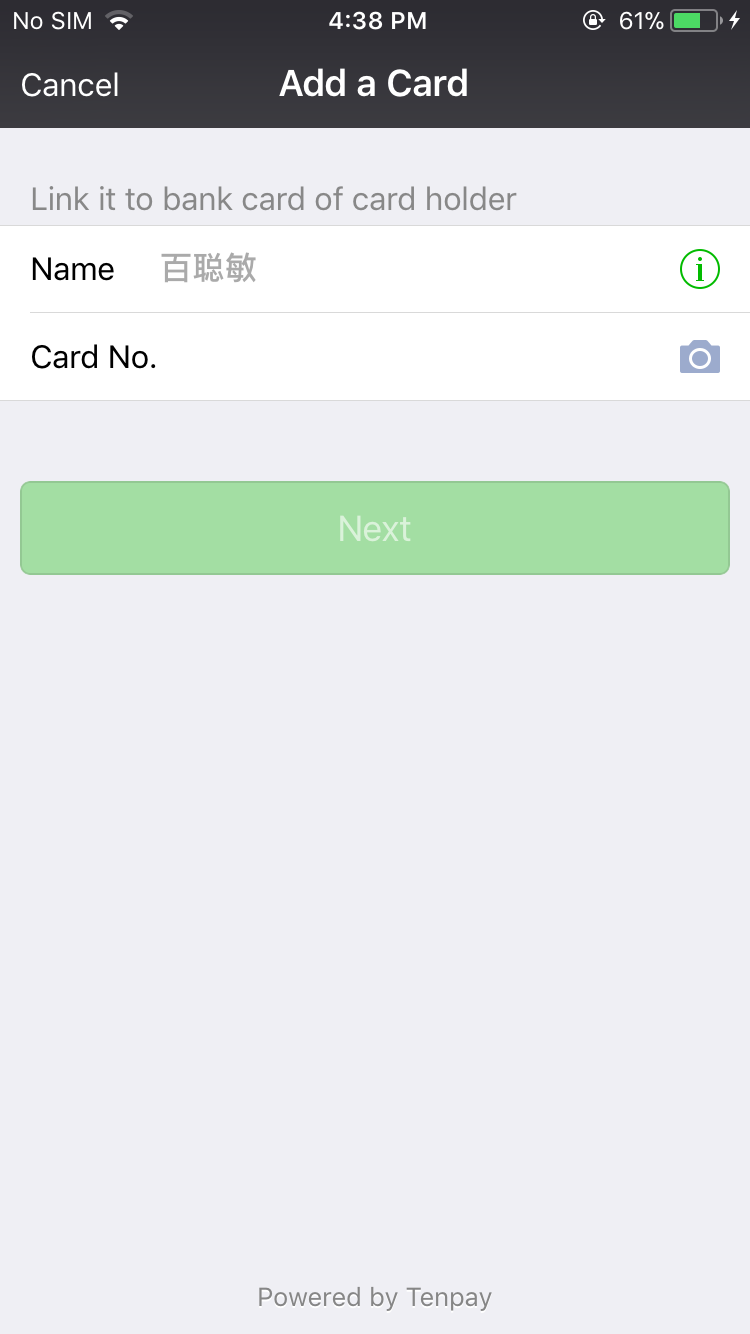 No SIM 4:38 PM 61%
Cancel Add a Card
Link it to bank card of card holder
Name 百聪敏
Card No.
Next
Powered by Tenpay